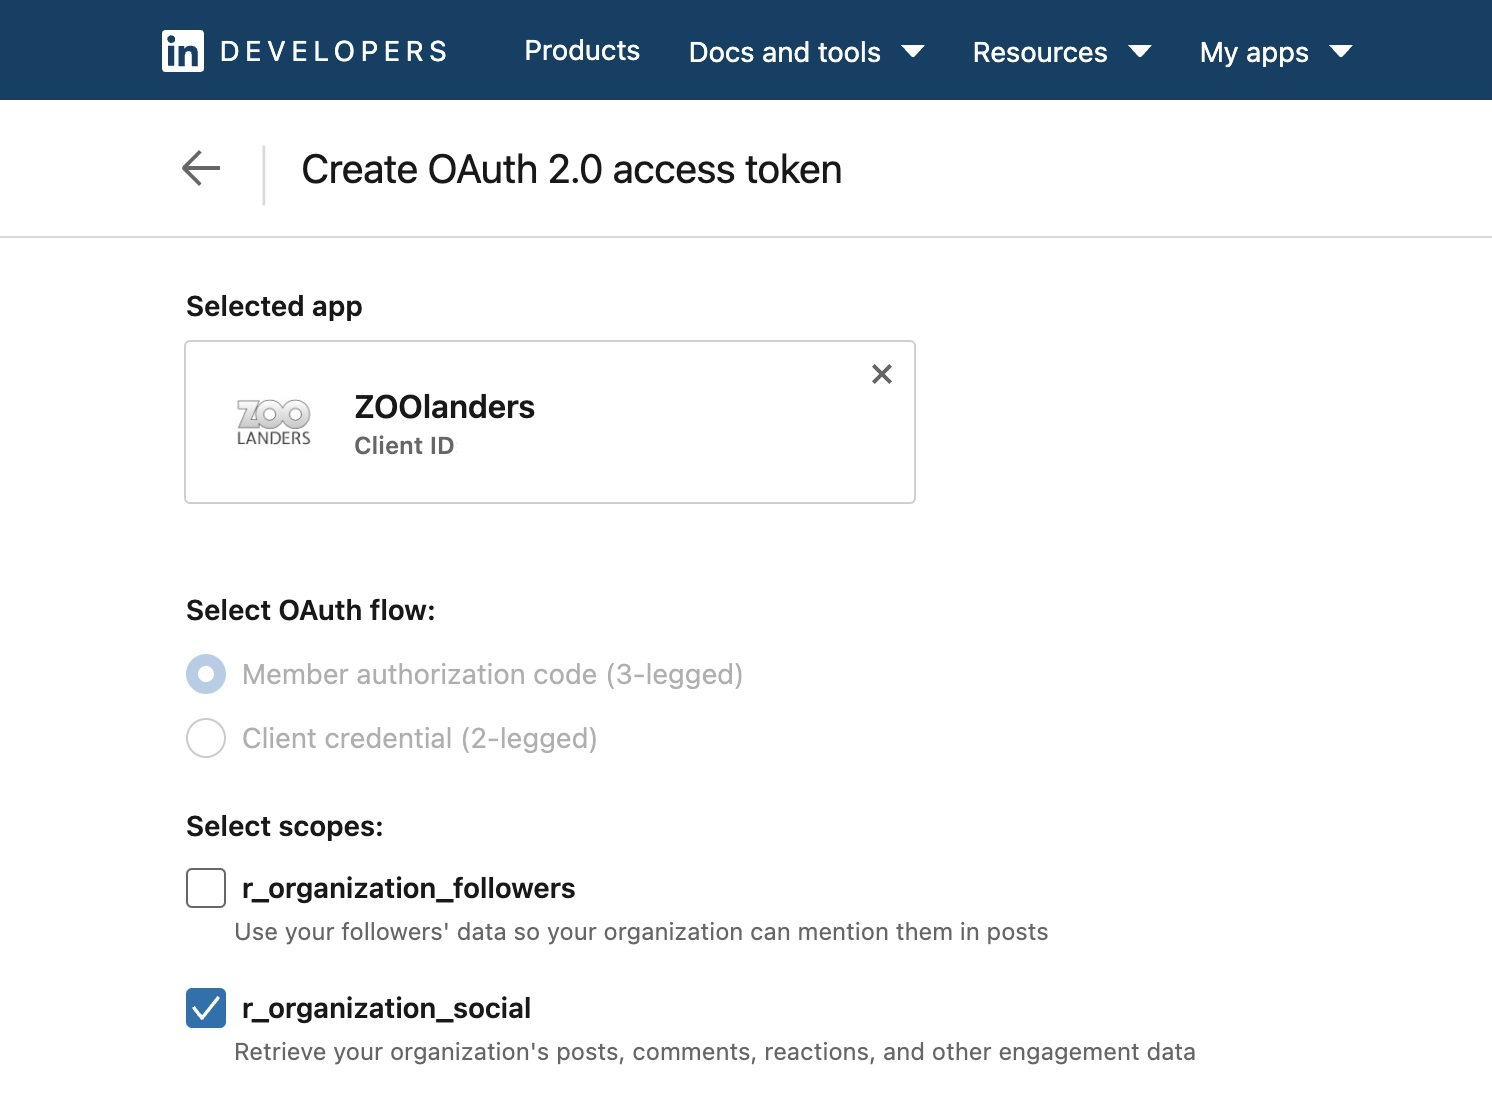 in DEVELOPERS Products Docs and tools Resources My apps
Create OAuth 2.0 access token
Selected app
ZOO
LANDERS
ZOOlanders
Client ID
Select OAuth flow:
Member authorization code (3-legged)
Client credential (2-legged)
Select scopes:
r_organization_followers
Use your followers' data so your organization can mention them in posts
r_organization_social
Retrieve your organization's posts, comments, reactions, and other engagement data